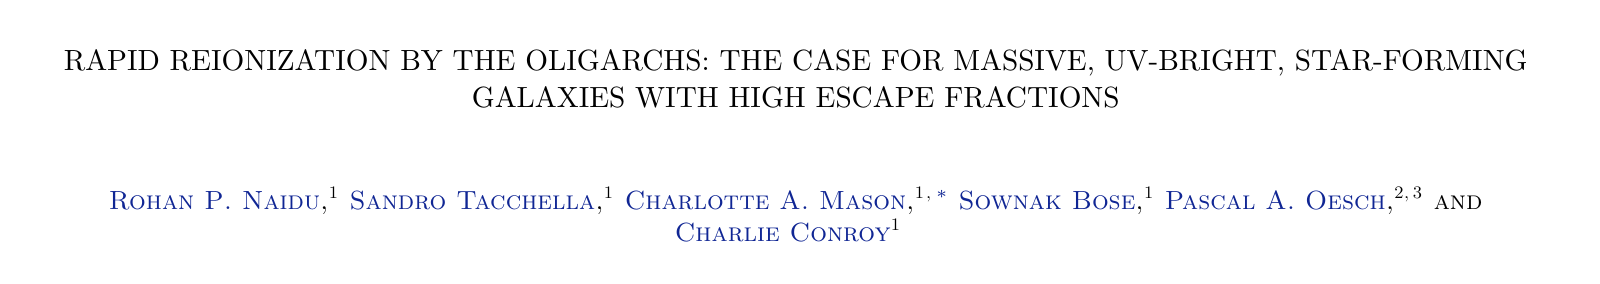 RAPID REIONIZATION BY THE OLIGARCHS: THE CASE FOR MASSIVE, UV-BRIGHT, STAR-FORMING
GALAXIES WITH HIGH ESCAPE FRACTIONS
Rohan P. Naidu,1 Sandro Tacchella,1 Charlotte A. Mason,1, * Sownak Bose,1 Pascal A. Oesch,2, 3 and
Charlie Conroy1